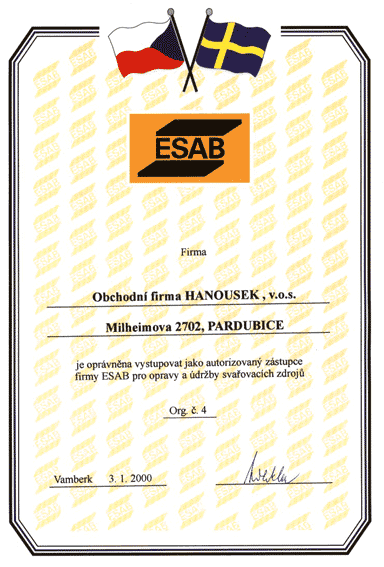 ESAB
Firma
Obchodní firma HANOUSEK , v.o.s.
Milheimova 2702, PARDUBICE
je oprávněna vystupovat jako autorizovaný zástupce
firmy ESAB pro opravy a údržby svařovacích zdrojů
Org. č. 4
Vamberk 3. 1. 2000